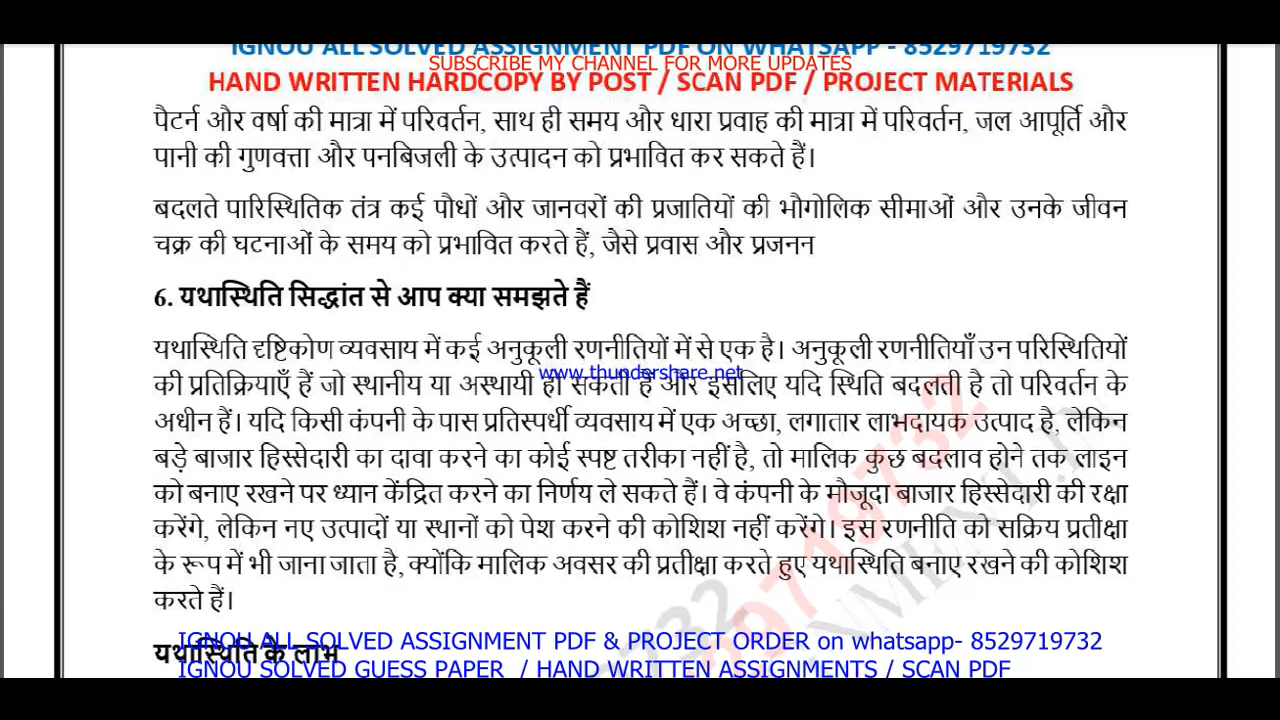 IGNOU ALL SOLVED ASSIGNMENT PDF ON WHATSAPP - 8529719732
SUBSCRIBE MY CHANNEL FOR MORE UPDATES
HAND WRITTEN HARDCOPY BY POST / SCAN PDF / PROJECT MATERIALS
पैटर्न और वर्षा की मात्रा में परिवर्तन, साथ ही समय और धारा प्रवाह की मात्रा में परिवर्तन, जल आपूर्ति और
पानी की गुणवत्ता और पनबिजली के उत्पादन को प्रभावित कर सकते हैं।
बदलते पारिस्थितिक तंत्र कई पौधों और जानवरों की प्रजातियों की भौगोलिक सीमाओं और उनके जीवन
चक्र की घटनाओं के समय को प्रभावित करते हैं, जैसे प्रवास और प्रजनन
6. यथास्थिति सिद्धांत से आप क्या समझते हैं
यथास्थिति दृष्टिकोण व्यवसाय में कई अनुकूली रणनीतियों में से एक है। अनुकूली रणनीतियाँ उन परिस्थितियों
www.thundershare.net
की प्रतिक्रियाएँ हैं जो स्थानीय या अस्थायी हो सकती हैं और इसलिए यदि स्थिति बदलती है तो परिवर्तन के
अधीन हैं। यदि किसी कंपनी के पास प्रतिस्पर्धी व्यवसाय में एक अच्छा, लगातार लाभदायक उत्पाद है, लेकिन
बड़े बाजार हिस्सेदारी का दावा करने का कोई स्पष्ट तरीका नहीं है, तो मालिक कुछ बदलाव होने तक लाइन
को बनाए रखने पर ध्यान केंद्रित करने का निर्णय ले सकते हैं। वे कंपनी के मौजूदा बाजार हिस्सेदारी की रक्षा
करेंगे, लेकिन नए उत्पादों या स्थानों को पेश करने की कोशिश नहीं करेंगे। इस रणनीति को सक्रिय प्रतीक्षा
के रूप में भी जाना जाता है, क्योंकि मालिक अवसर की प्रतीक्षा करते हुए यथास्थिति बनाए रखने की कोशिश
करते हैं।
IGNOU ALL SOLVED ASSIGNMENT PDF & PROJECT ORDER on whatsapp- 8529719732
यथास्थिति के लाभ
IGNOU SOLVED GUESS PAPER / HAND WRITTEN ASSIGNMENTS / SCAN PDF